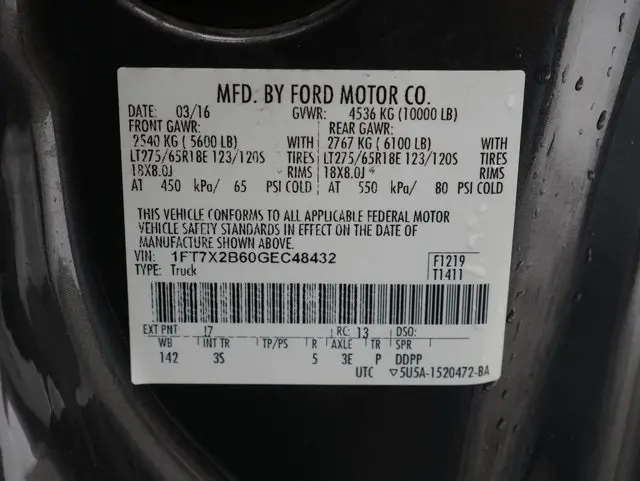 MFD. BY FORD MOTOR CO.
DATE: 03/16 GVWR: 4536 KG (10000 LB)
FRONT GAWR: REAR GAWR:
2540 KG ( 5600 LB) WITH 2767 KG ( 6100 LB) WITH
LT275/65R18E 123/120S TIRES LT275/65R18E 123/120S TIRES
18X8.0J RIMS 18X8.0J RIMS
AT 450 kPa/ 65 PSI COLD AT 550 kPa/ 80 PSI COLD
THIS VEHICLE CONFORMS TO ALL APPLICABLE FEDERAL MOTOR
VEHICLE SAFETY STANDARDS IN EFFECT ON THE DATE OF
MANUFACTURE SHOWN ABOVE.
VIN: 1FT7X2B60GEC48432 F1219
TYPE: Truck T1411
EXT PNT: 17 RC: 13 DSO:
WB INT TR TP/PS R AXLE TR SPR
142 3S 5 3E P DDPP
UTC ▽5U5A-1520472-BA